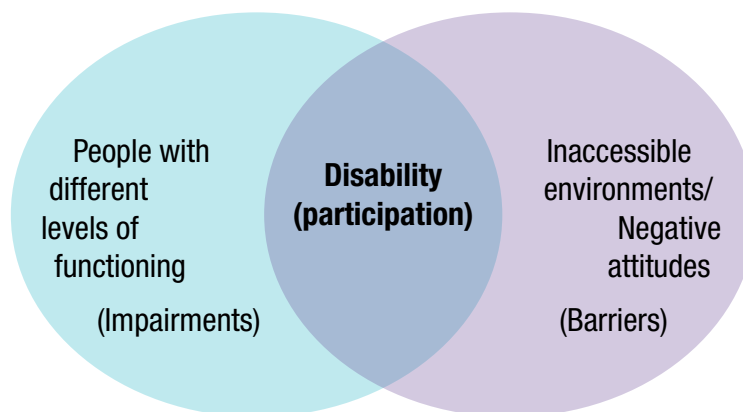 People with
different
levels of
functioning
(Impairments)
Disability
(participation)
Inaccessible
environments/
Negative
attitudes
(Barriers)